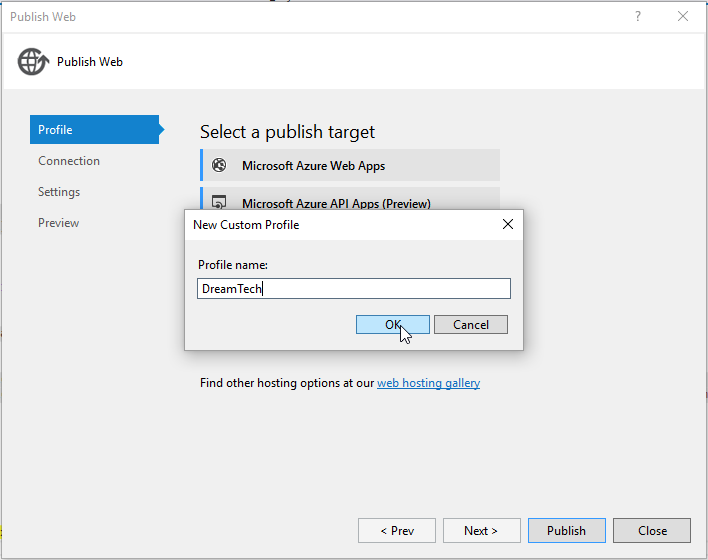 Publish Web
?
Publish Web
Profile
Connection
Settings
Preview
Select a publish target
Microsoft Azure Web Apps
Microsoft Azure API Apps (Preview)
New Custom Profile
Profile name:
DreamTech
OK
Cancel
Find other hosting options at our web hosting gallery
< Prev
Next >
Publish
Close